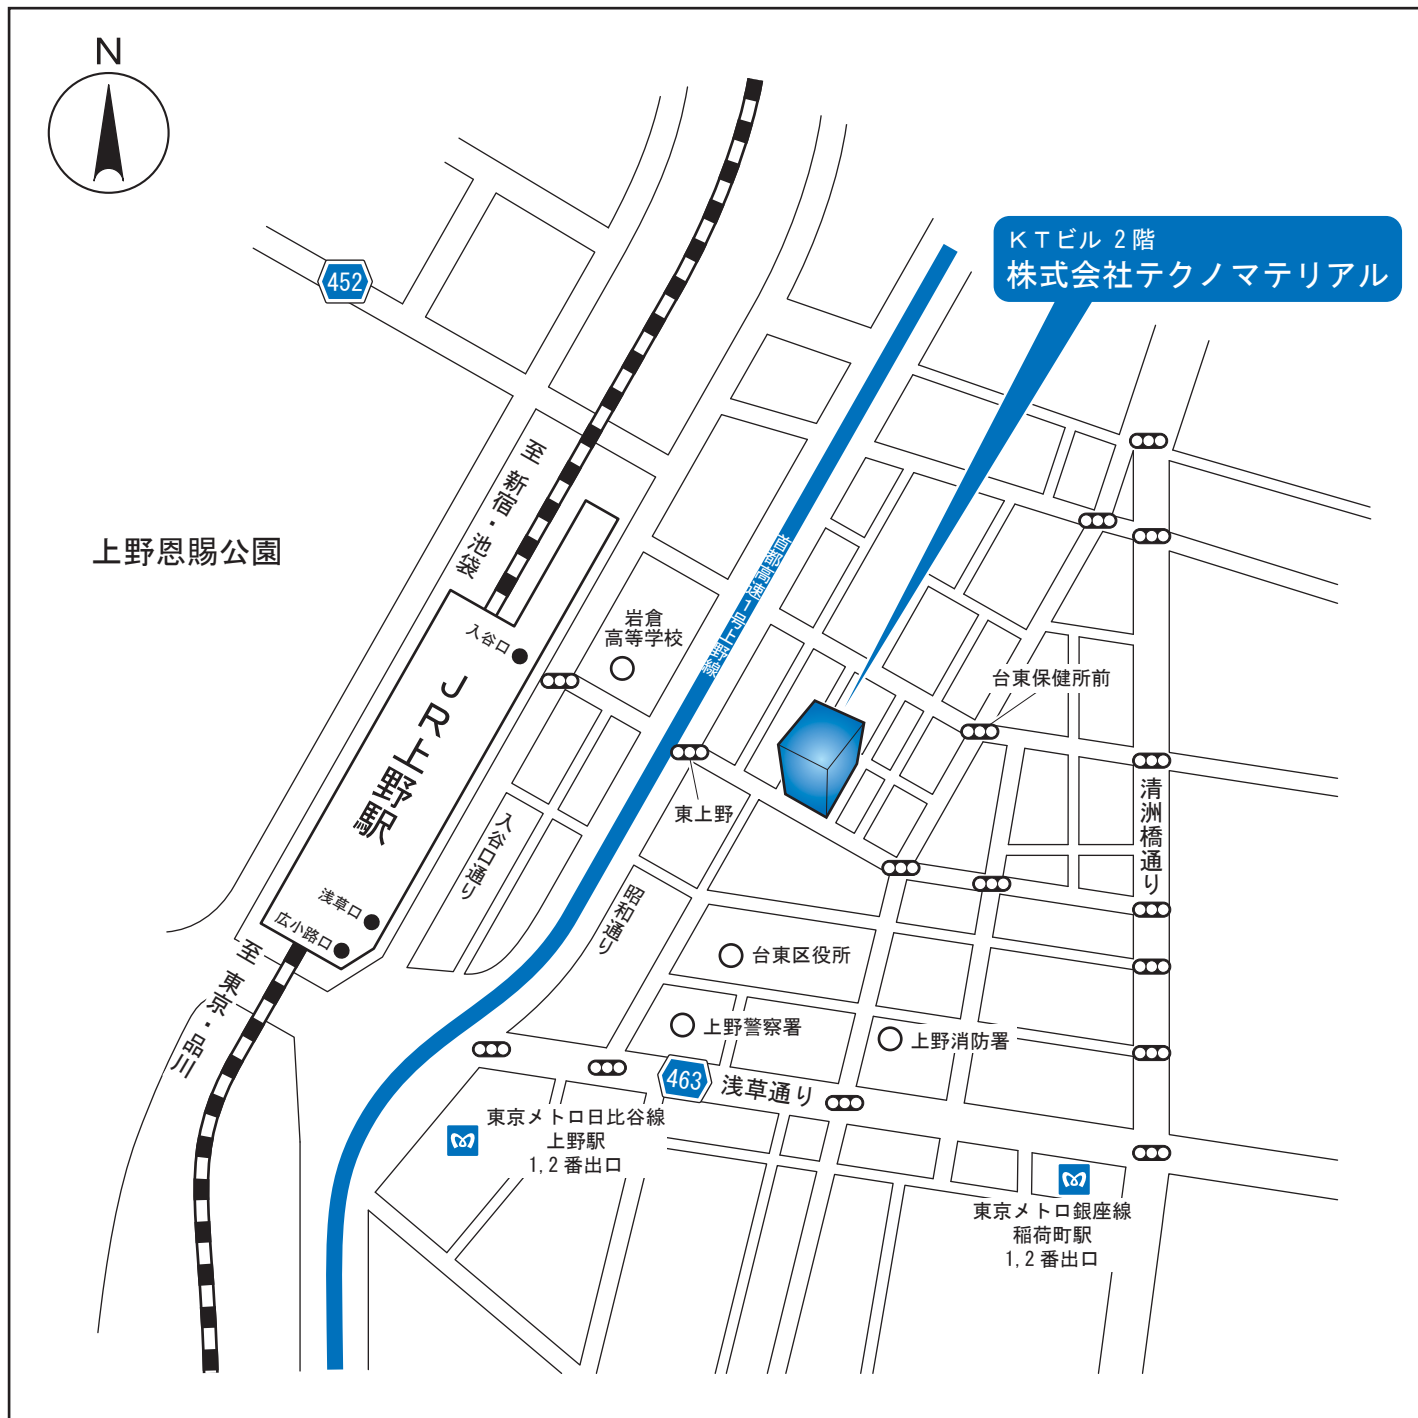 N
452
KTビル 2階
株式会社テクノマテリアル
至 新宿・池袋
上野恩賜公園
首都高速1号上野線
岩倉
高等学校
入谷口
JR上野駅
台東保健所前
東上野
清洲橋通り
入谷口通り
昭和通り
浅草口
広小路口
至 東京・品川
台東区役所
上野警察署
上野消防署
463
浅草通り
東京メトロ日比谷線
上野駅
1,2番出口
東京メトロ銀座線
稲荷町駅
1,2番出口